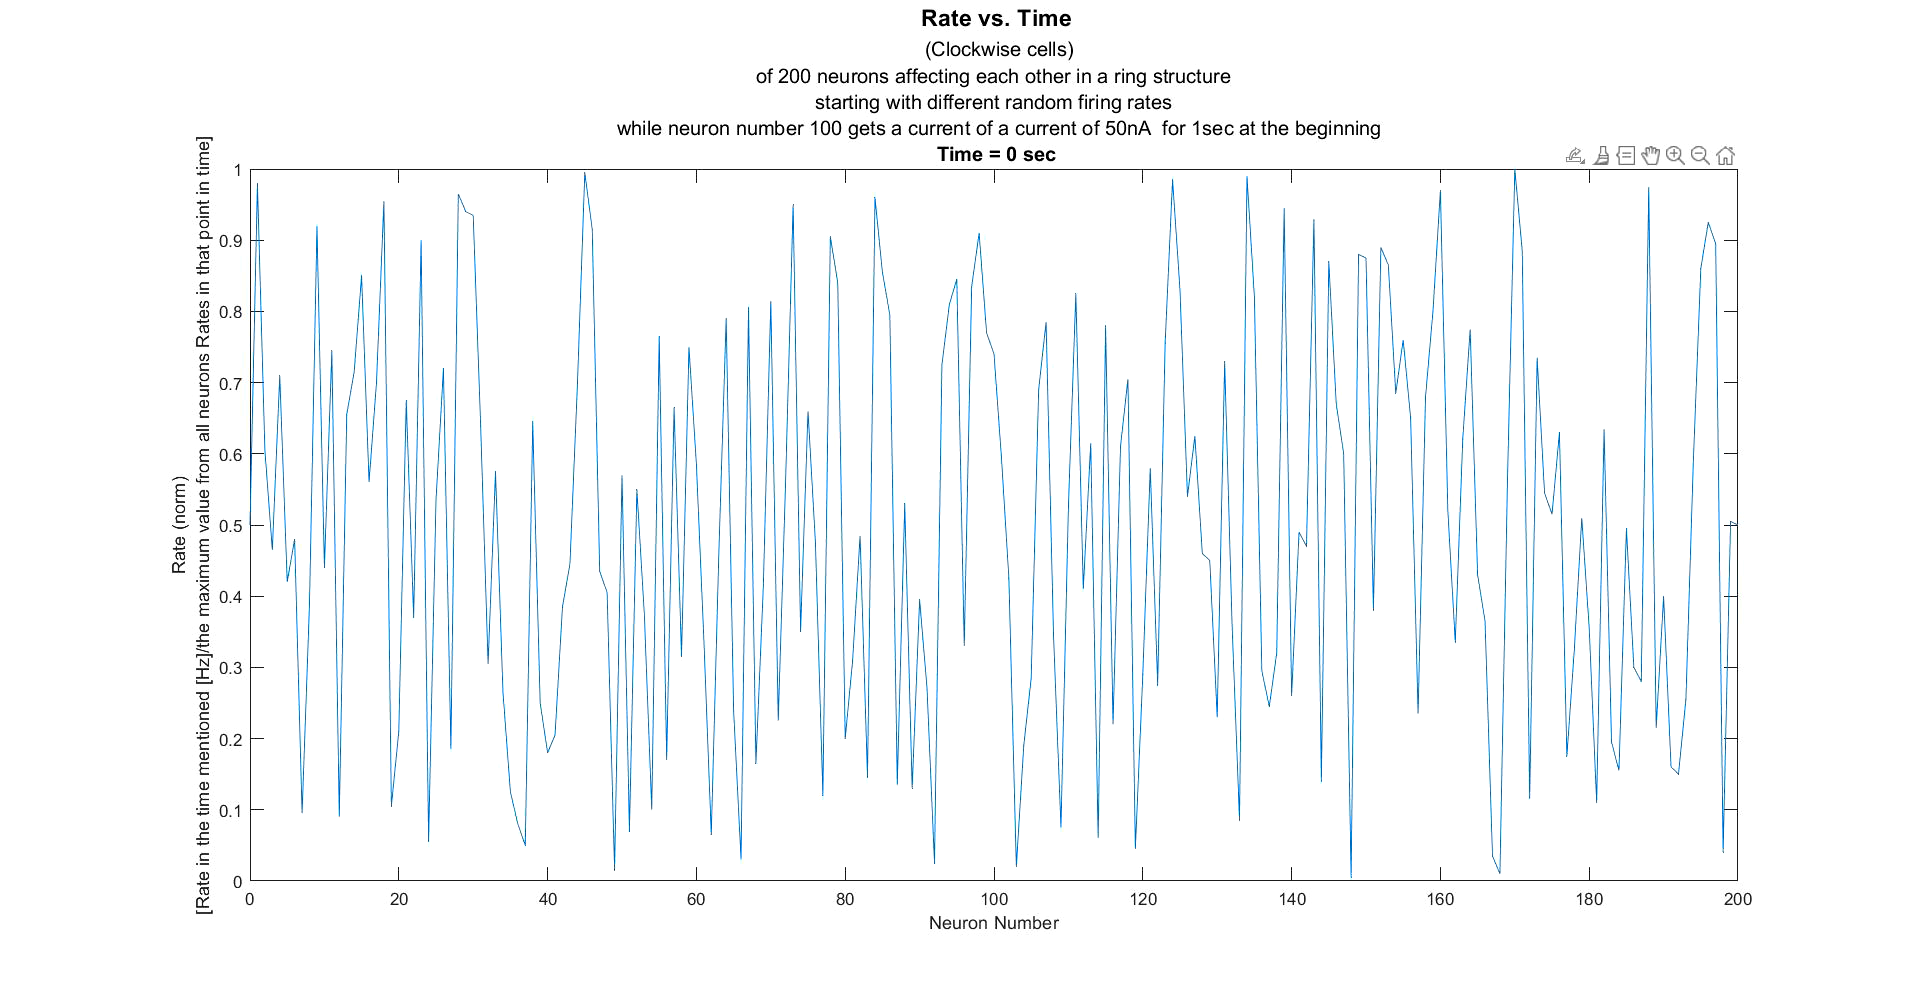 Rate vs. Time
(Clockwise cells)
of 200 neurons affecting each other in a ring structure
starting with different random firing rates
while neuron number 100 gets a current of a current of 50nA  for 1sec at the beginning
Time = 0 sec
Rate (norm)
[Rate in the time mentioned [Hz]/the maximum value from all neurons Rates in that point in time]
1
0.9
0.8
0.7
0.6
0.5
0.4
0.3
0.2
0.1
0
0 20 40 60 80 100 120 140 160 180 200
Neuron Number